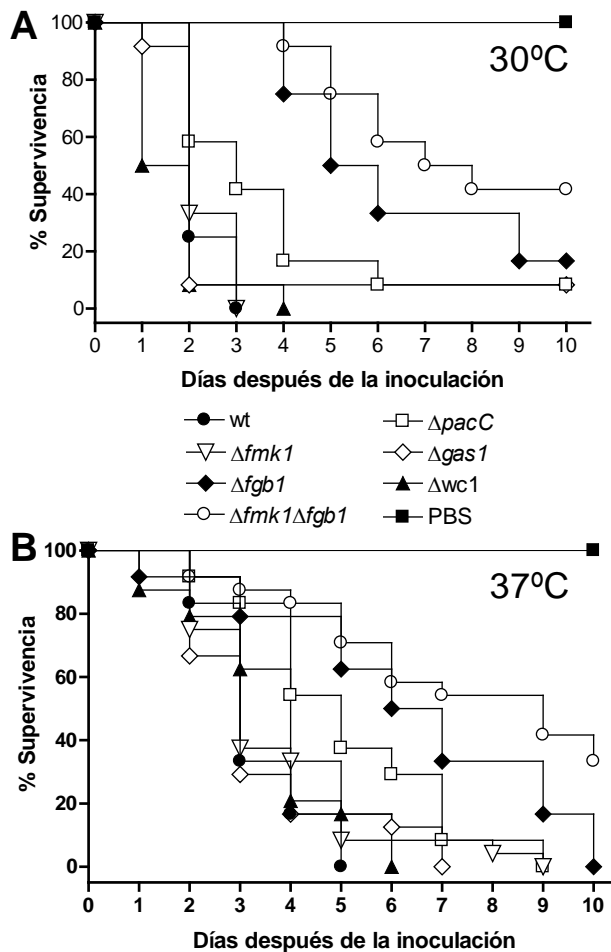 A
30ºC
% Supervivencia
100
80
60
40
20
0
0 1 2 3 4 5 6 7 8 9 10
Días después de la inoculación
wt
Δfmk1
Δfgb1
Δfmk1Δfgb1
ΔpacC
Δgas1
Δwc1
PBS
B
37ºC
% Supervivencia
100
80
60
40
20
0
0 1 2 3 4 5 6 7 8 9 10
Días después de la inoculación